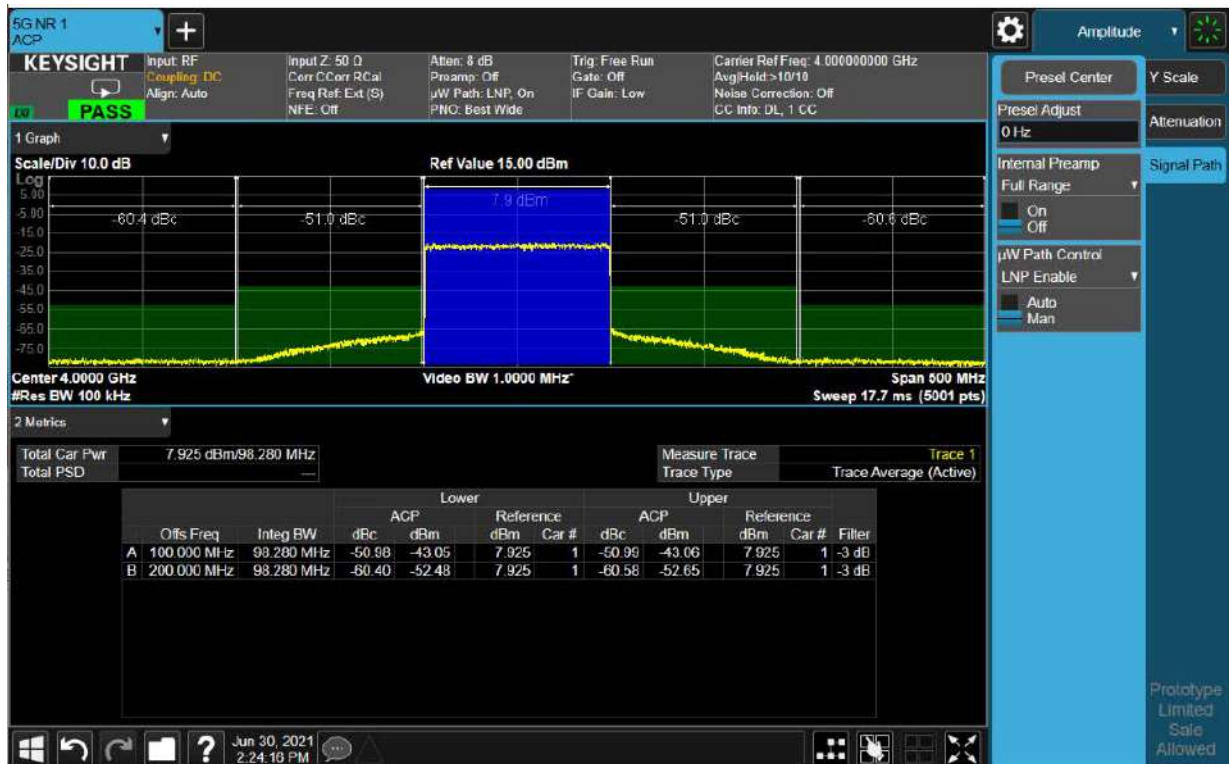 5G NR 1
ACP
Amplitude
KEYSIGHT
LXI
PASS
Input: RF
Coupling: DC
Align: Auto
Input Z: 50 Ω
Corr CCorr RCal
Freq Ref: Ext (S)
NFE: Off
Atten: 8 dB
Preamp: Off
µW Path: LNP, On
PNO: Best Wide
Trig: Free Run
Gate: Off
IF Gain: Low
Carrier Ref Freq: 4.000000000 GHz
Avg|Hold:>10/10
Noise Correction: Off
CC Info: DL, 1 CC
1 Graph
Scale/Div 10.0 dB
Ref Value 15.00 dBm
Log
5.00
-5.00
-15.0
-25.0
-35.0
-45.0
-55.0
-65.0
-75.0
-60.4 dBc
-51.0 dBc
7.9 dBm
-51.0 dBc
-60.6 dBc
Center 4.0000 GHz
#Res BW 100 kHz
Video BW 1.0000 MHz*
Span 500 MHz
Sweep 17.7 ms (5001 pts)
2 Metrics
Total Car Pwr 7.925 dBm/98.280 MHz
Total PSD ---
Measure Trace Trace 1
Trace Type Trace Average (Active)
Lower Upper
ACP Reference ACP Reference
Offs Freq Integ BW dBc dBm dBm Car # dBc dBm dBm Car # Filter
A 100.000 MHz 98.280 MHz -50.98 -43.05 7.925 1 -50.99 -43.06 7.925 1 -3 dB
B 200.000 MHz 98.280 MHz -60.40 -52.48 7.925 1 -60.58 -52.65 7.925 1 -3 dB
Jun 30, 2021
2:24:16 PM
Presel Center
Presel Adjust
0 Hz
Internal Preamp
Full Range
On
Off
µW Path Control
LNP Enable
Auto
Man
Y Scale
Attenuation
Signal Path
Prototype
Limited
Sale
Allowed